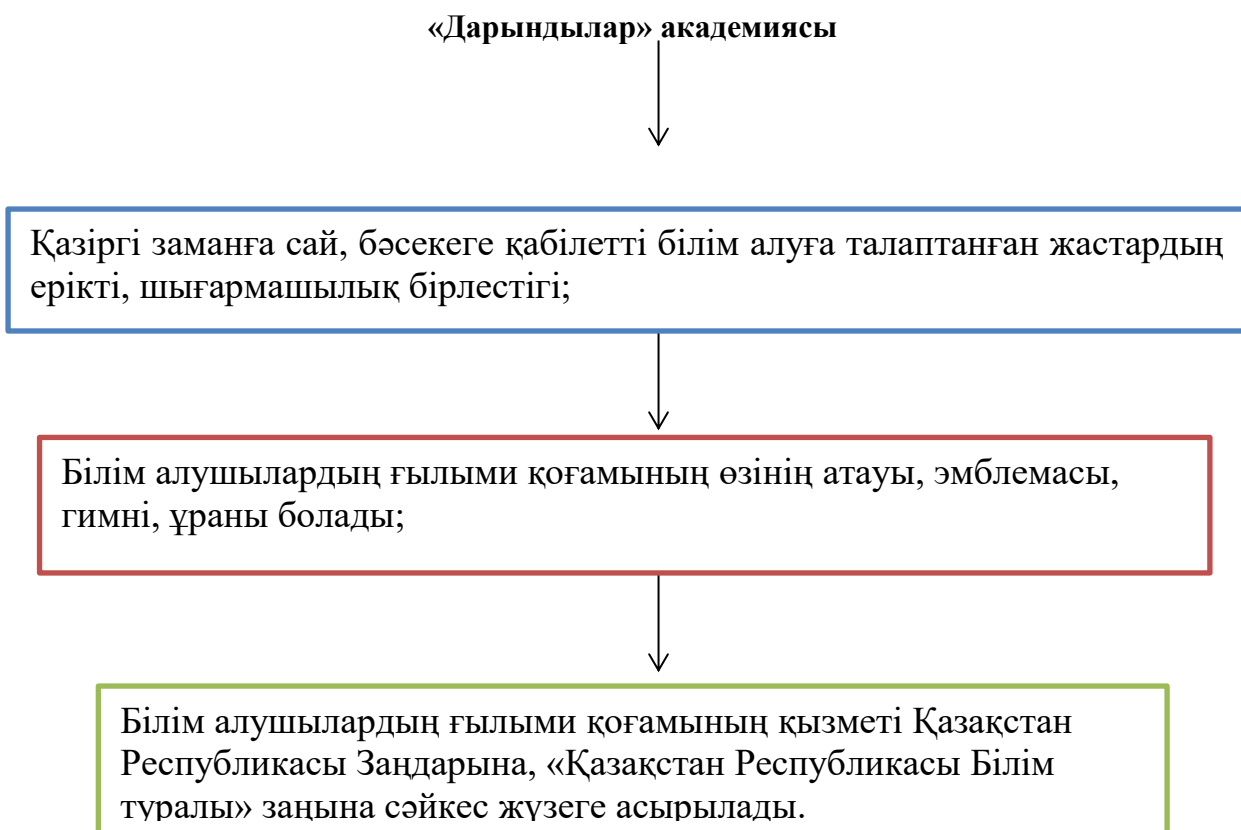 «Дарындылар» академиясы
Қазіргі заманға сай, бәсекеге қабілетті білім алуға талаптанған жастардың
ерікті, шығармашылық бірлестігі;
Білім алушылардың ғылыми қоғамының өзінің атауы, эмблемасы,
гимні, ұраны болады;
Білім алушылардың ғылыми қоғамының қызметі Қазақстан
Республикасы Заңдарына, «Қазақстан Республикасы Білім
туралы» заңына сәйкес жүзеге асырылады.